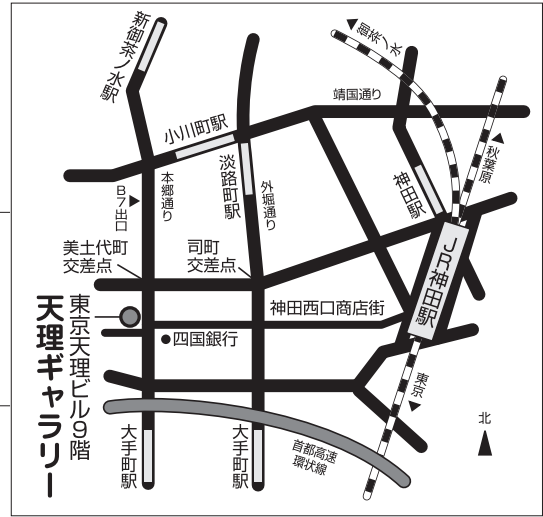 新御茶ノ水駅
御茶ノ水
靖国通り
小川町駅
秋葉原
淡路町駅
神田駅
B7出口
本郷通り
外堀通り
美土代町
交差点
司町
交差点
JR神田駅
神田西口商店街
四国銀行
東京天理ビル9階
天理ギャラリー
東京
北
大手町駅
大手町駅
首都高速
環状線